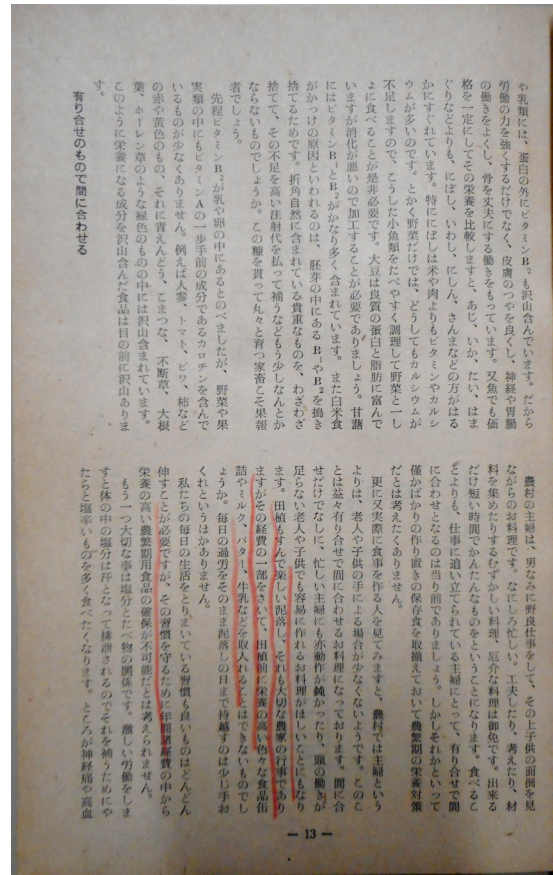 や乳類には、蛋白の外にビタミンB₂も沢山含んでいます。だから
労働の力を強くするだけでなく、皮膚のつやを良くし、神経や胃腸
の働きをよくし、骨を丈夫にする働きをもっています。又魚でも価
格を一定にしてその栄養を比較しますと、あじ、いか、たい、はま
ぐりなどよりも、にぼし、いわし、にしん、さんまなどの方がはる
かにすぐれています。特ににぼしは米や肉よりもビタミンやカルシ
ウムが多いのです。とかく野菜だけでは、どうしてもカルシウムが
不足しますので、こうした小魚類をたべやすく調理して野菜と一し
ょに食べることが是非必要です。大豆は良質の蛋白と脂肪に富んで
いますが消化が悪いので加工することが必要でありましょう。甘藷
にはビタミンB₁とB₂がかなり多く含まれています。また白米食
がかっけの原因といわれるのは、胚芽の中にあるB₁やB₂を搗き
捨てるためです。折角自然に含まれている貴重なものを、わざわざ
捨てて、その不足を高い注射代を払って補うなどもう少しなんとか
ならないものでしょうか。この糠を貰って丸々と育つ家畜こそ果報
者でしょう。
先程ビタミンB₂が乳や卵の中にあるとのべましたが、野菜や果
実類の中にもビタミンAの一歩手前の成分であるカロチンを含んで
いるものが少なくありません。例えば人参、トマト、ビワ、柿など
の赤や黄色のもの、それに青えんどう、こまつな、不断草、大根
葉、ホーレン草のような緑色のものの中には沢山含まれています。
このように栄養になる成分を沢山含んだ食品は目の前に沢山ありま
す。
有り合せのもので間に合わせる
農村の主婦は、男なみに野良仕事をして、その上子供の面倒を見
ながらのお料理です。なにしろ忙しい。工夫したり、考えたり、材
料を集めたりするむずかしい料理、厄介な料理は御免です。出来る
だけ短い時間でかんたんなものをということになります。食べるこ
とよりも、仕事に追い立てられている主婦にとって、有り合せで間
に合わせとなるのは当り前でありましょう。しかしそれかといって
僅かばかりの作り置きの保存食を取揃えておいて農繁期の栄養対策
だとは考えたくありません。
更に又実際に食事を作る人を見てみますと、農村では主婦という
よりは、老人や子供の手による場合が少なくないようです。このこ
とは益々有り合せで間に合わせるお料理になっております。間に合
せだけでなしに、忙しい主婦にも亦動作が鈍かったり、頭の働きが
足らない老人や子供でも容易に作れるお料理がほしいことにもなり
ます。田植もすんで楽しい泥落し、それも大切な農家の行事であり
ますがその経費の一部をさいて、田植前に栄養の高い色々な食品缶
詰やミルク、バター、牛乳などを取入れることはできないものでし
ょうか。毎日の過労をそのまま泥落しの日まで持越すのは少し手お
くれというほかありません。
私たちの毎日の生活をとりまいている習慣も良いものはどんどん
伸すことが必要ですが、その習慣を守るために年間諸経費の中から
栄養の高い農繁期用食品の確保が不可能だとは考えられません。
もう一つ大切な事は塩分とたべ物の関係です。激しい労働をしま
すと体の中の塩分は汗となって排泄されるのでそれを補うためにや
たらと塩辛いものを多く食べたくなります。ところが神経痛や高血
— 13 —